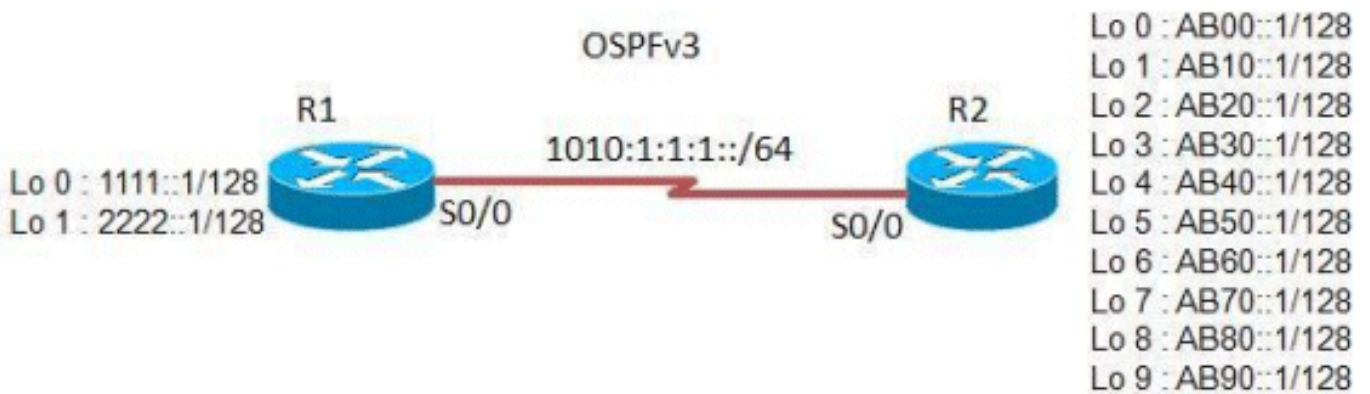 OSPFv3
R1
R2
1010:1:1:1::/64
S0/0
S0/0
Lo 0 : 1111::1/128
Lo 1 : 2222::1/128
Lo 0 : AB00::1/128
Lo 1 : AB10::1/128
Lo 2 : AB20::1/128
Lo 3 : AB30::1/128
Lo 4 : AB40::1/128
Lo 5 : AB50::1/128
Lo 6 : AB60::1/128
Lo 7 : AB70::1/128
Lo 8 : AB80::1/128
Lo 9 : AB90::1/128